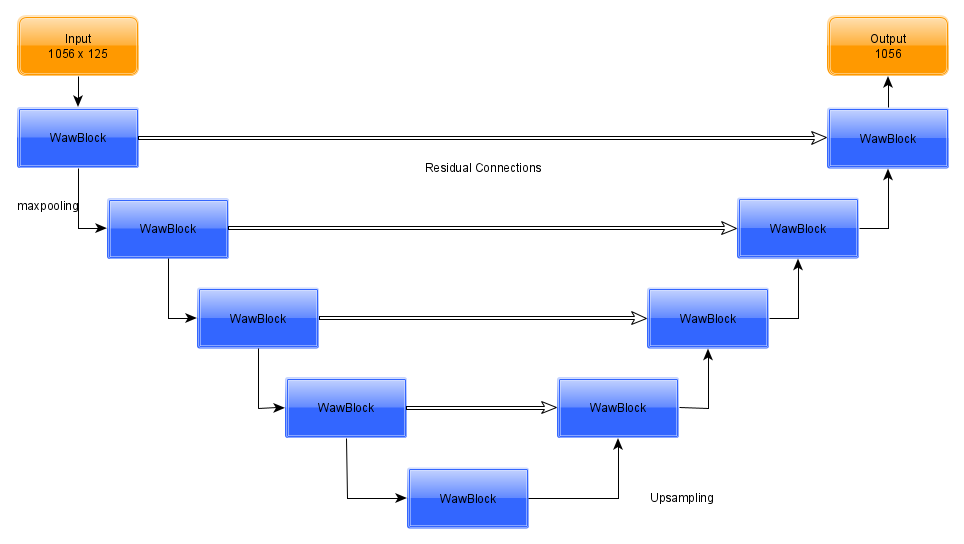 Input
1056 x 125
Output
1056
WawBlock
WawBlock
Residual Connections
maxpooling
WawBlock
WawBlock
WawBlock
WawBlock
WawBlock
WawBlock
WawBlock
Upsampling